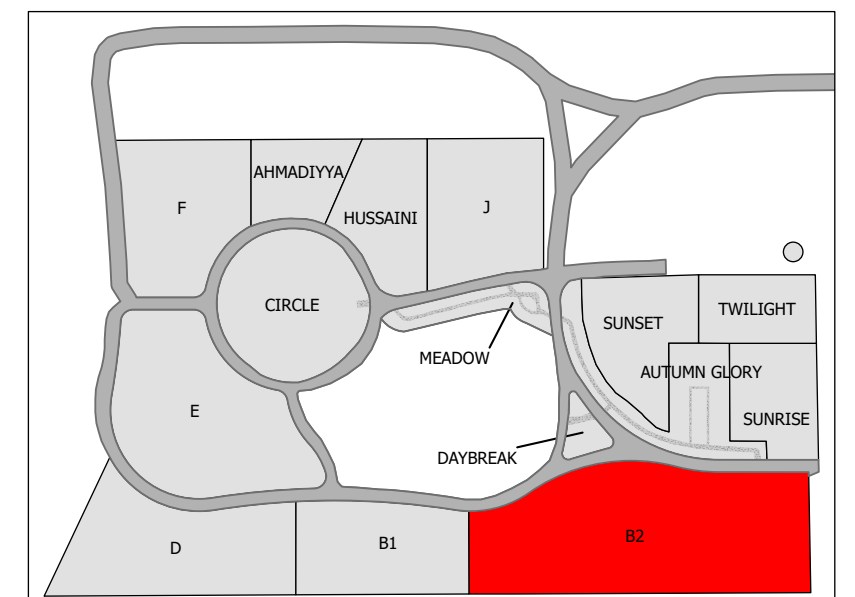 AHMADIYYA
F
HUSSAINI
J
CIRCLE
TWILIGHT
SUNSET
MEADOW
AUTUMN GLORY
E
SUNRISE
DAYBREAK
D
B1
B2